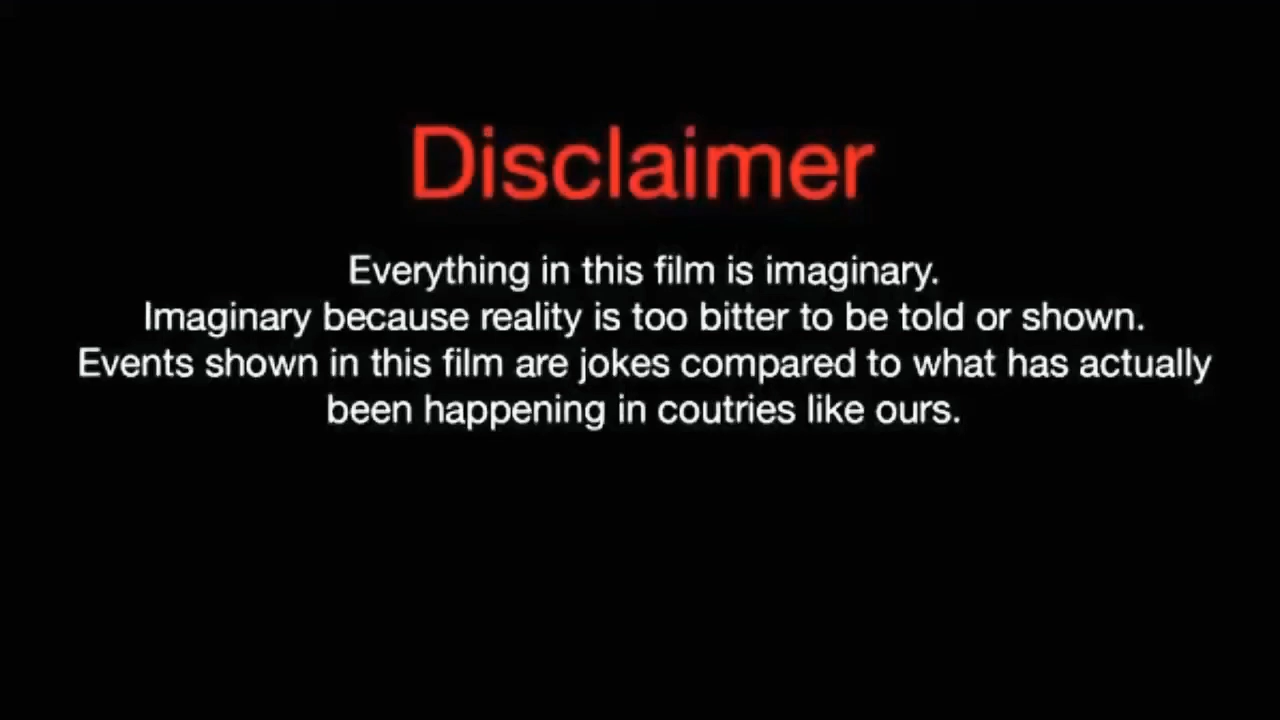 Disclaimer
Everything in this film is imaginary.
Imaginary because reality is too bitter to be told or shown.
Events shown in this film are jokes compared to what has actually
been happening in coutries like ours.